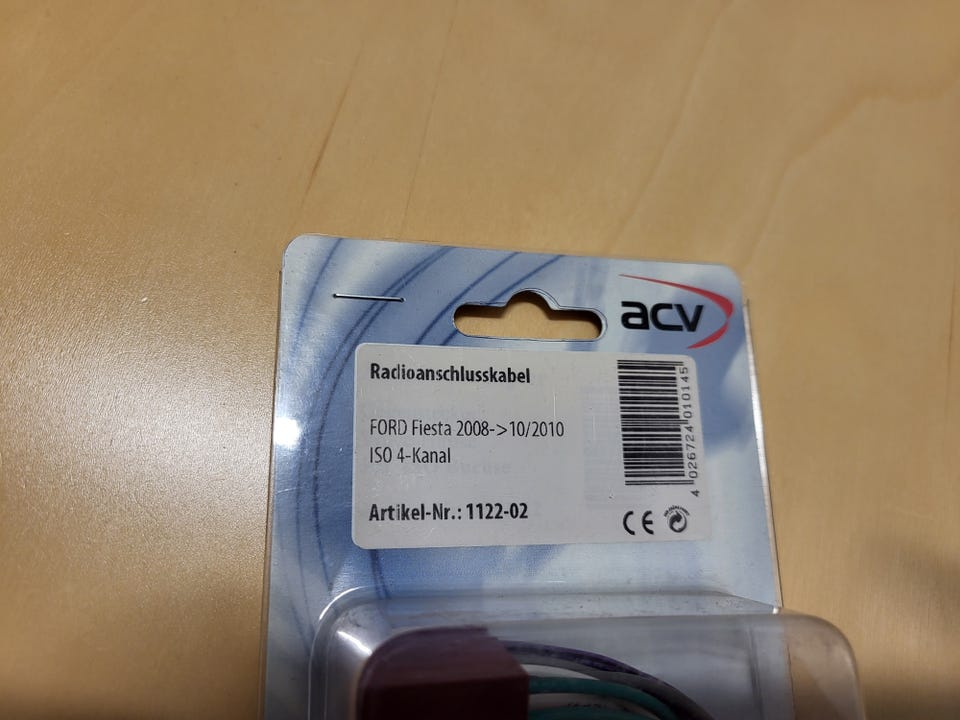 acv
Radioanschlusskabel
FORD Fiesta 2008->10/2010
ISO 4-Kanal
Artikel-Nr.: 1122-02
4 026724 010145
CE